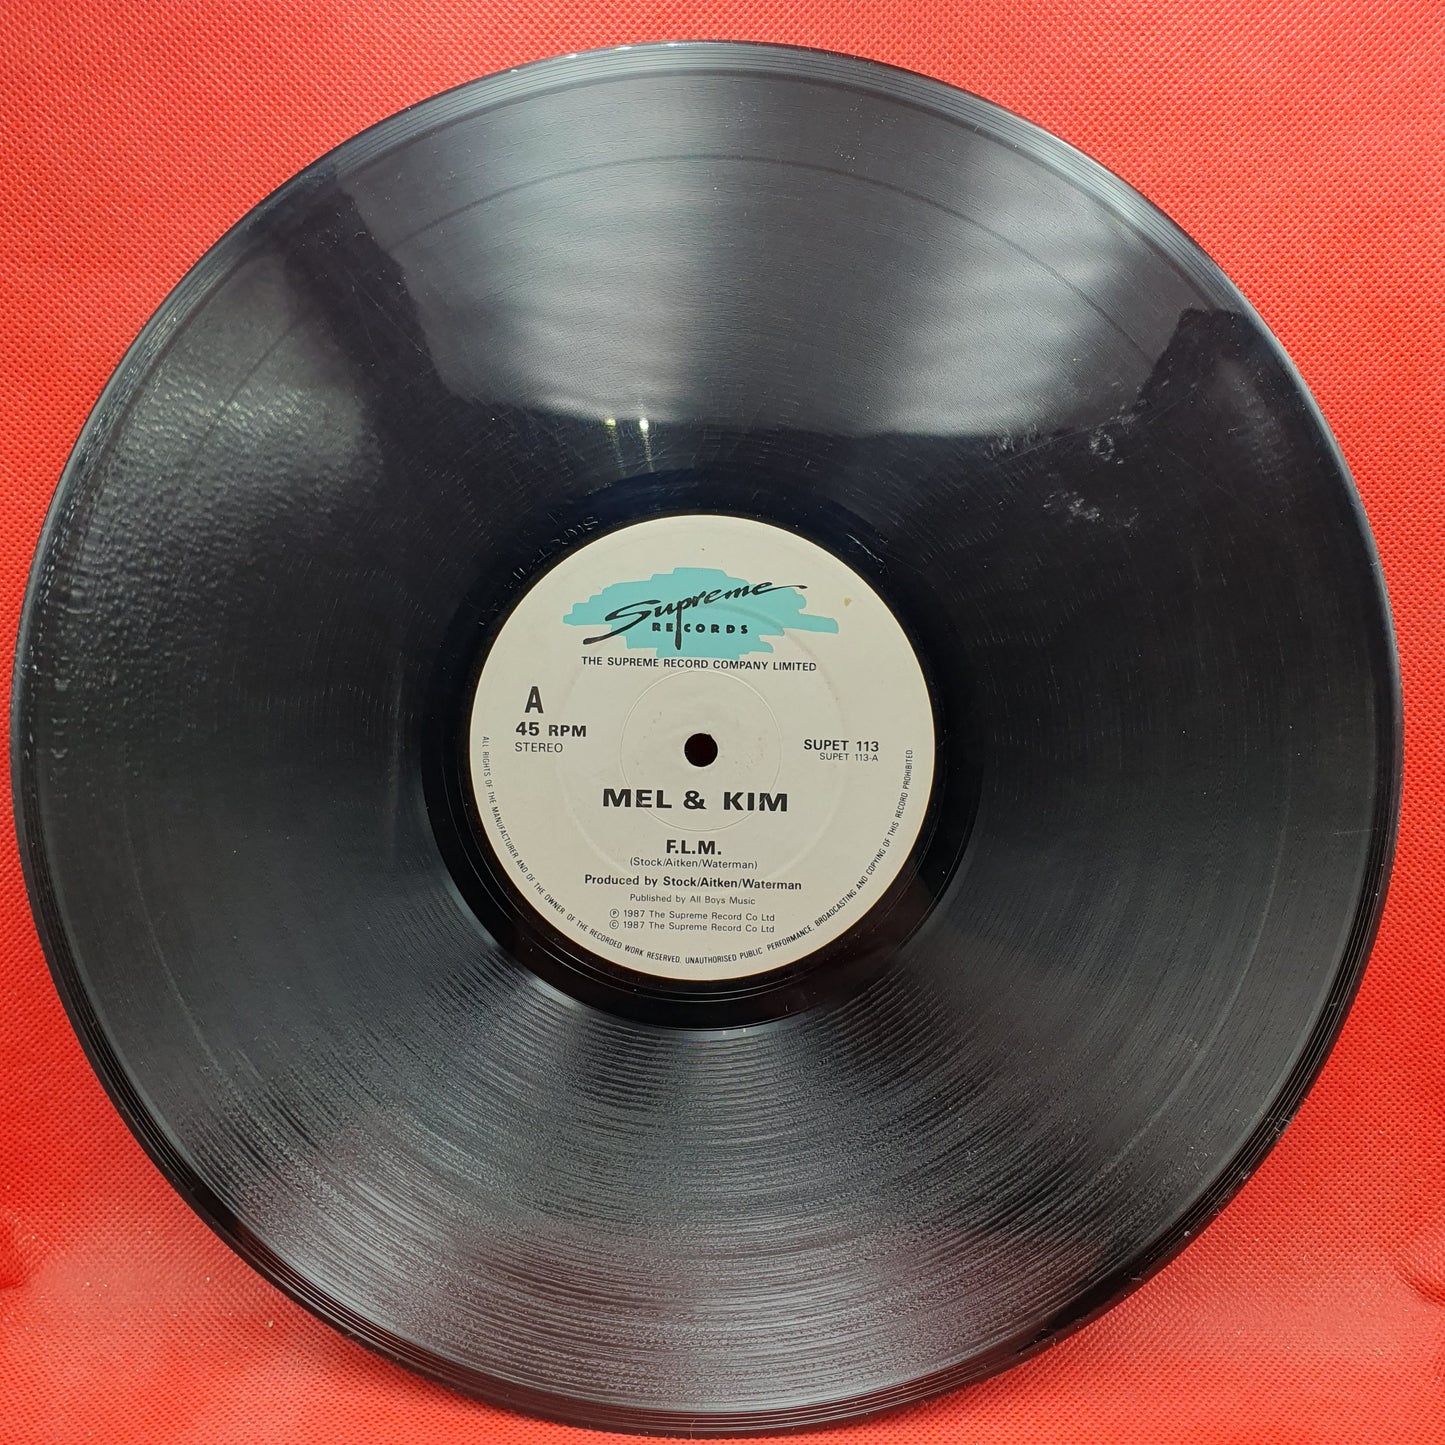 Supreme
RECORDS
THE SUPREME RECORD COMPANY LIMITED
A
45 RPM
STEREO
SUPET 113
SUPET 113-A
MEL & KIM
F.L.M.
(Stock/Aitken/Waterman)
Produced by Stock/Aitken/Waterman
Published by All Boys Music
Ⓟ 1987 The Supreme Record Co Ltd
© 1987 The Supreme Record Co Ltd
ALL RIGHTS OF THE MANUFACTURER AND OF THE OWNER OF THE RECORDED WORK RESERVED. UNAUTHORISED PUBLIC PERFORMANCE, BROADCASTING AND COPYING OF THIS RECORD PROHIBITED.